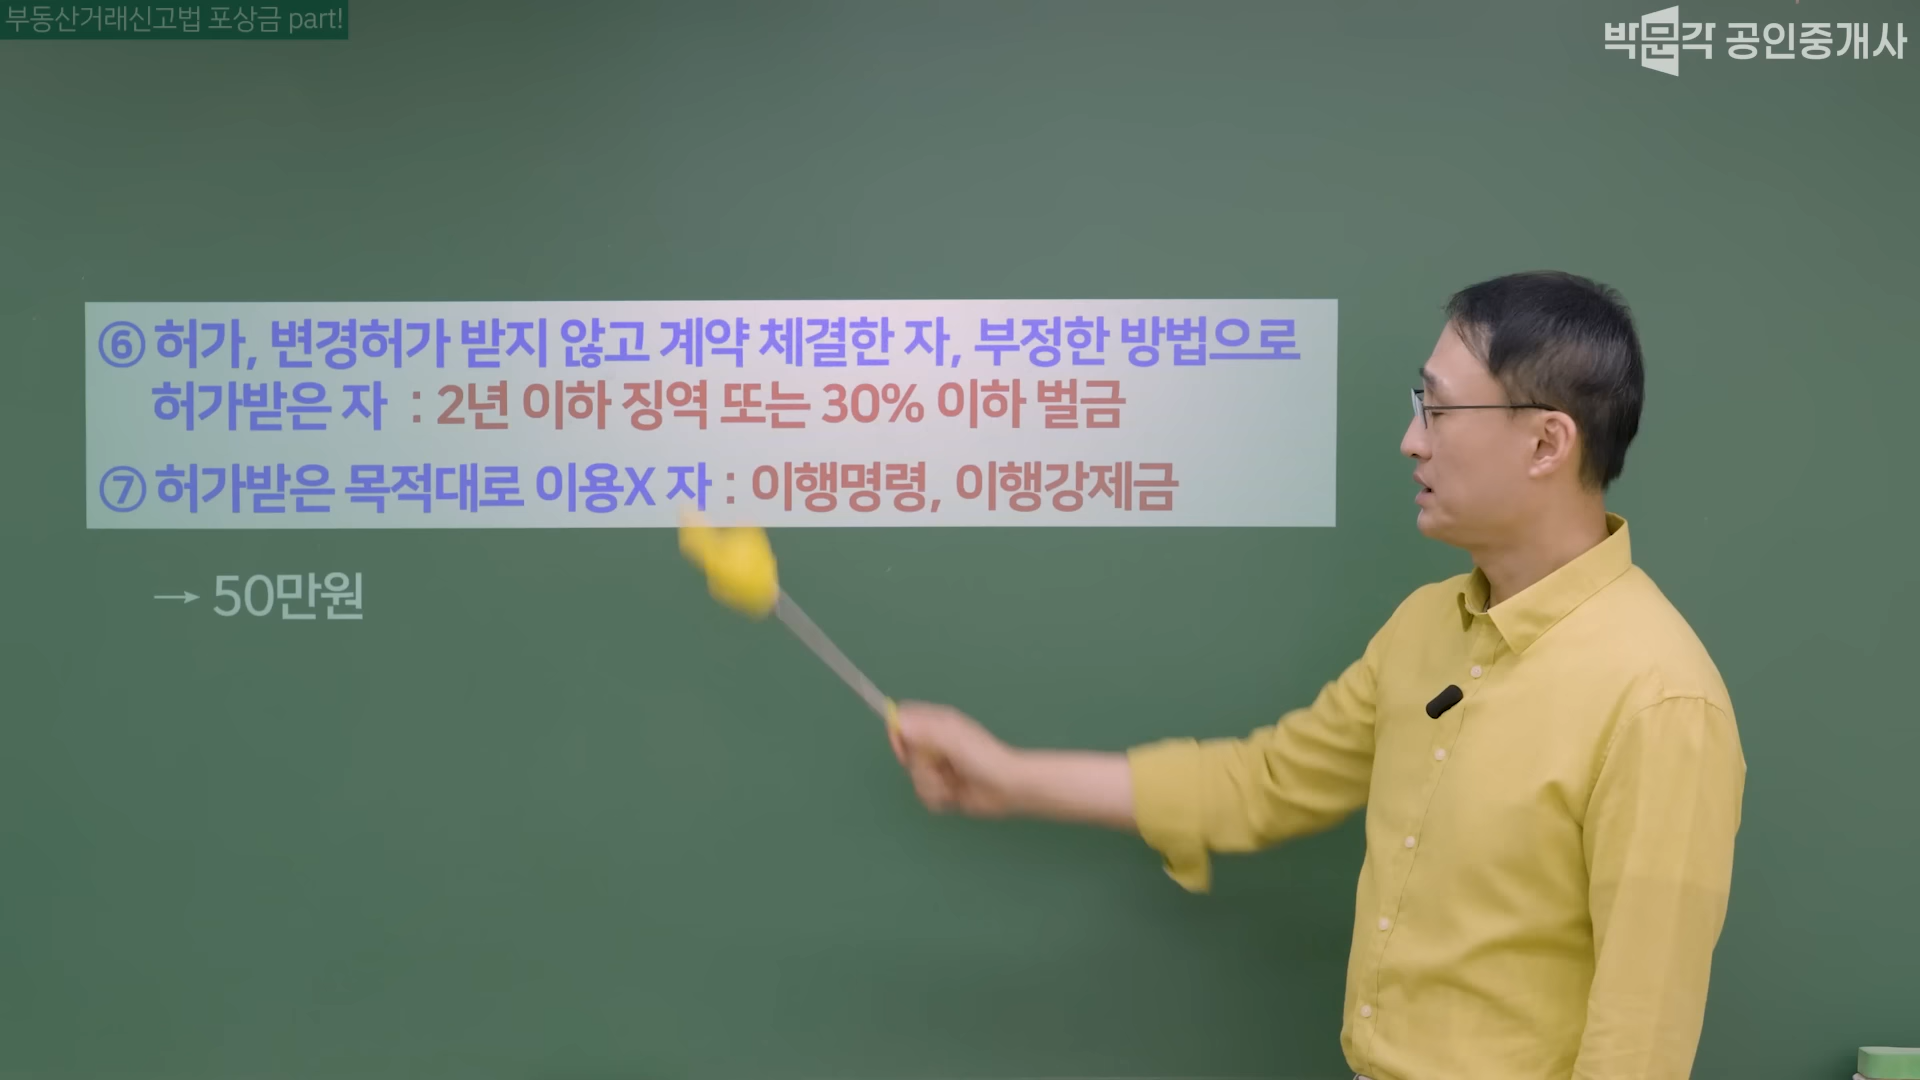 부동산거래신고법 포상금 part!
박문각 공인중개사
⑥ 허가, 변경허가 받지 않고 계약 체결한 자, 부정한 방법으로
허가받은 자 : 2년 이하 징역 또는 30% 이하 벌금
⑦ 허가받은 목적대로 이용X 자 : 이행명령, 이행강제금
→ 50만원